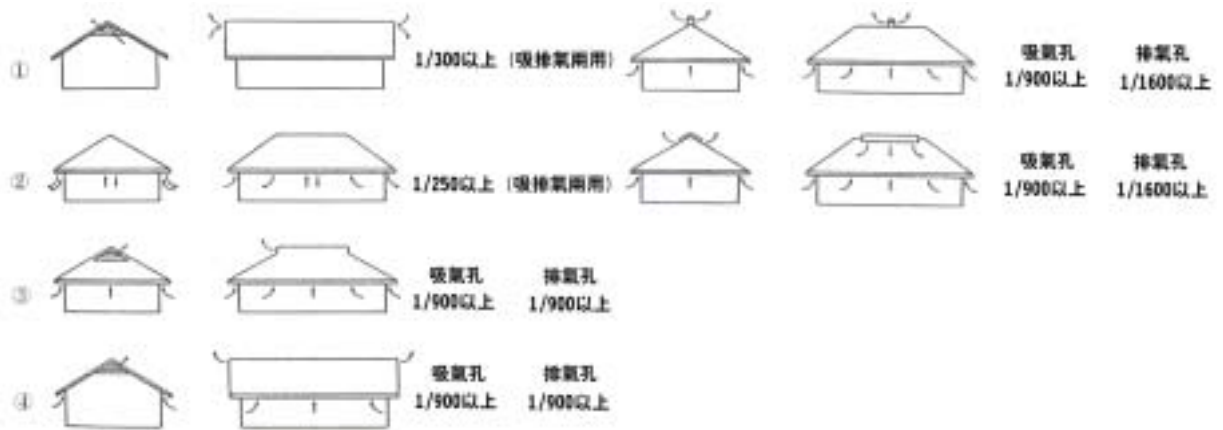 ①
1/300以上 (吸排氣兩用)
吸氣孔 排氣孔
1/900以上 1/1600以上
②
1/250以上 (吸排氣兩用)
吸氣孔 排氣孔
1/900以上 1/1600以上
③
吸氣孔 排氣孔
1/900以上 1/900以上
④
吸氣孔 排氣孔
1/900以上 1/900以上